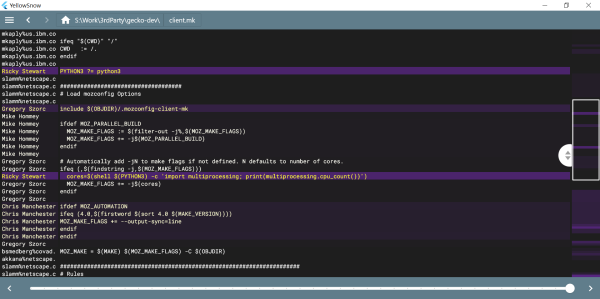 YellowSnow
S:\Work\3rdParty\gecko-dev\ client.mk
mkaply%us.ibm.co
mkaply%us.ibm.co ifeq "$(CWD)" "/"
mkaply%us.ibm.co CWD := /.
mkaply%us.ibm.co endif
mkaply%us.ibm.co
Ricky Stewart PYTHON3 ?= python3
slamm%netscape.c
slamm%netscape.c ####################################
slamm%netscape.c # Load mozconfig Options
slamm%netscape.c
Gregory Szorc include $(OBJDIR)/.mozconfig-client-mk
Mike Hommey
Mike Hommey ifdef MOZ_PARALLEL_BUILD
Mike Hommey MOZ_MAKE_FLAGS := $(filter-out -j%,$(MOZ_MAKE_FLAGS))
Mike Hommey MOZ_MAKE_FLAGS += -j$(MOZ_PARALLEL_BUILD)
Mike Hommey endif
Mike Hommey
Gregory Szorc # Automatically add -jN to make flags if not defined. N defaults to number of cores.
Gregory Szorc ifeq (,$(findstring -j,$(MOZ_MAKE_FLAGS)))
Ricky Stewart cores=$(shell $(PYTHON3) -c 'import multiprocessing; print(multiprocessing.cpu_count())')
Gregory Szorc MOZ_MAKE_FLAGS += -j$(cores)
Gregory Szorc endif
Gregory Szorc
Chris Manchester ifdef MOZ_AUTOMATION
Chris Manchester ifeq (4.0,$(firstword $(sort 4.0 $(MAKE_VERSION))))
Chris Manchester MOZ_MAKE_FLAGS += --output-sync=line
Chris Manchester endif
Chris Manchester endif
Gregory Szorc
bsmedberg%covad. MOZ_MAKE = $(MAKE) $(MOZ_MAKE_FLAGS) -C $(OBJDIR)
akkana%netscape.
slamm%netscape.c #######################################################################
slamm%netscape.c # Rules